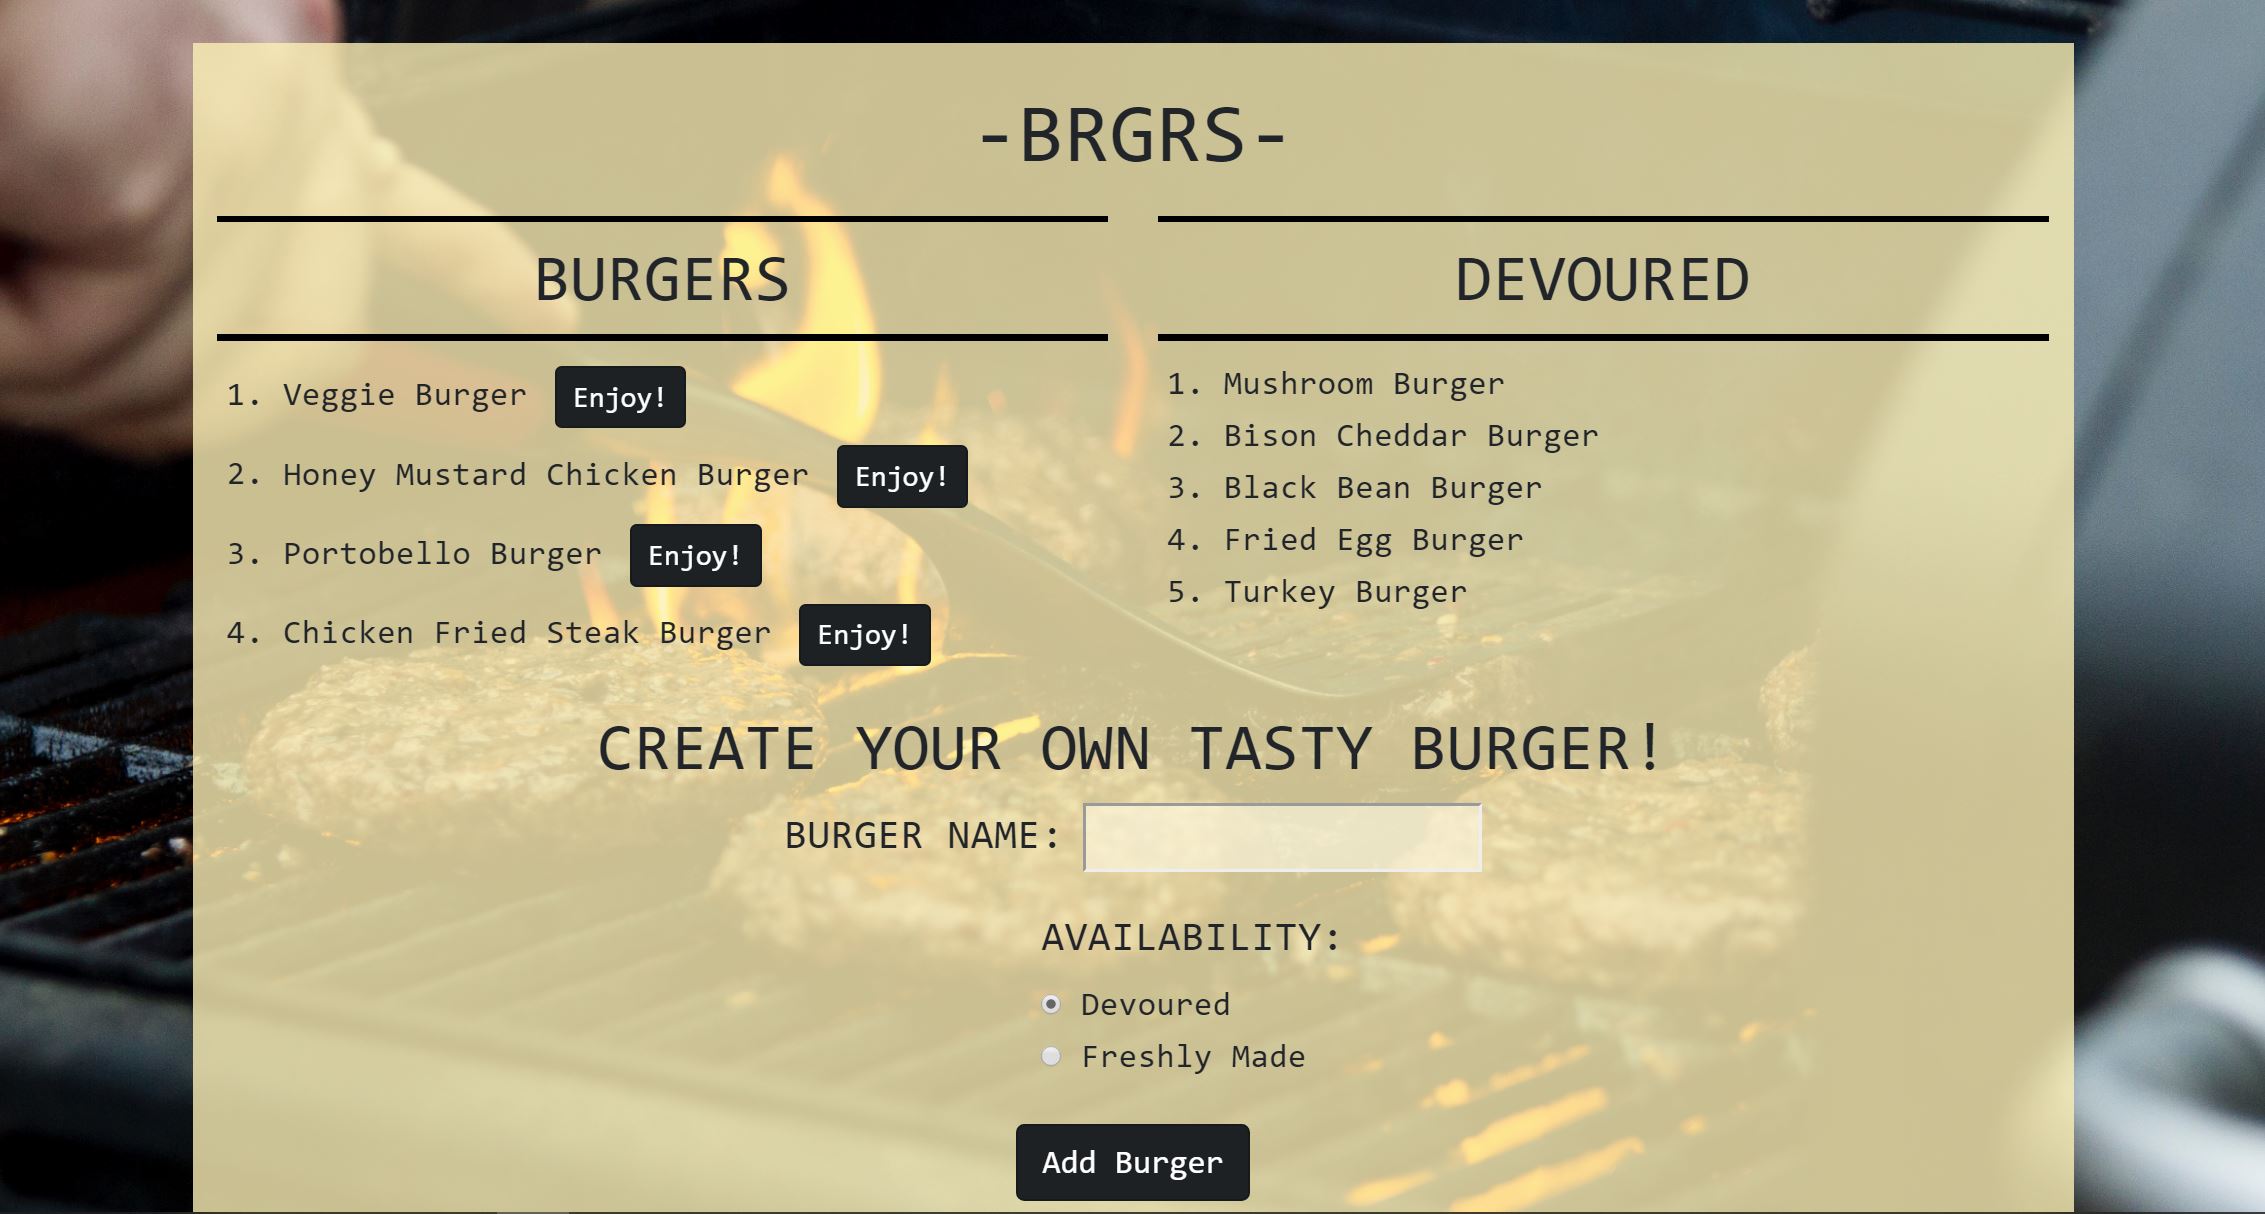 -BRGRS-
BURGERS
1. Veggie Burger Enjoy!
2. Honey Mustard Chicken Burger Enjoy!
3. Portobello Burger Enjoy!
4. Chicken Fried Steak Burger Enjoy!
DEVOURED
1. Mushroom Burger
2. Bison Cheddar Burger
3. Black Bean Burger
4. Fried Egg Burger
5. Turkey Burger
CREATE YOUR OWN TASTY BURGER!
BURGER NAME:
AVAILABILITY:
Devoured
Freshly Made
Add Burger